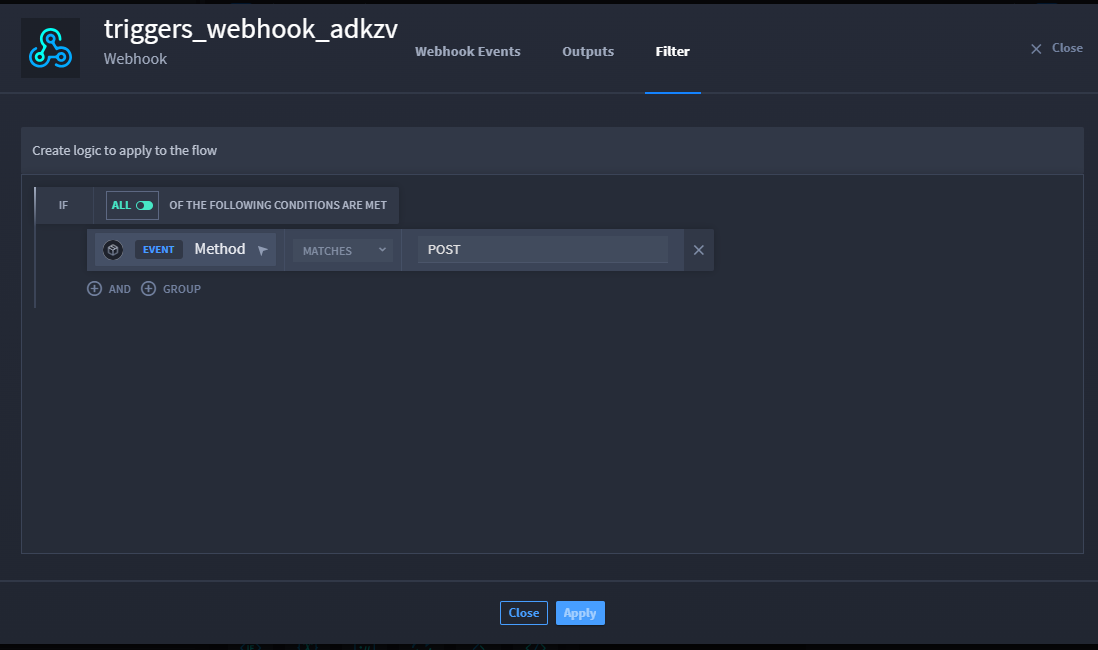 triggers_webhook_adkzv
Webhook
Webhook Events
Outputs
Filter
Close
Create logic to apply to the flow
IF
ALL
OF THE FOLLOWING CONDITIONS ARE MET
EVENT
Method
MATCHES
POST
AND
GROUP
Close
Apply